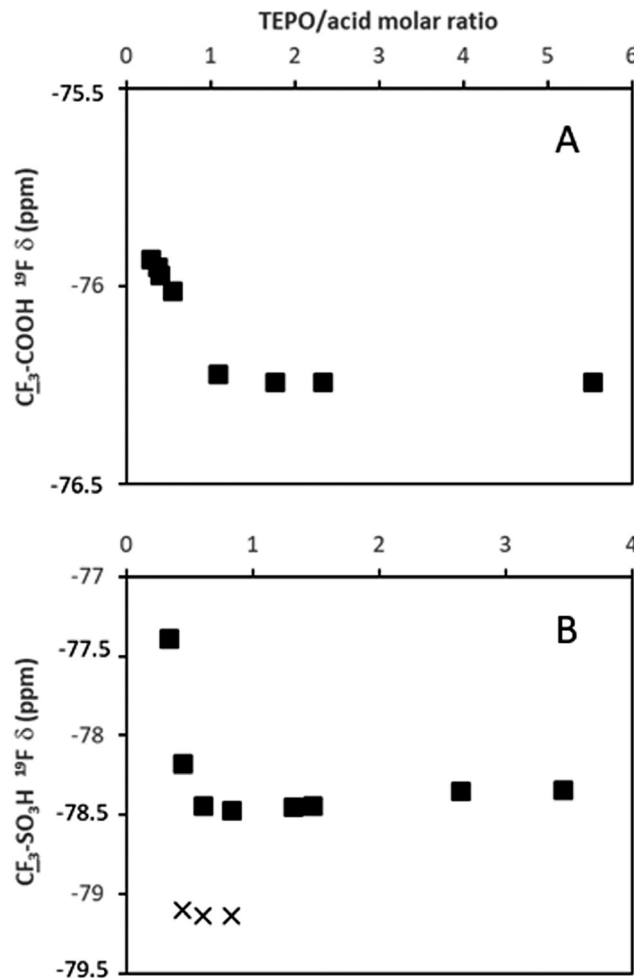 TEPO/acid molar ratio
0 1 2 3 4 5 6
-75.5
A
-76
-76.5
CF3-COOH ¹⁹F δ (ppm)
0 1 2 3 4
-77
B
-77.5
-78
-78.5
-79
-79.5
CF3-SO3H ¹⁹F δ (ppm)